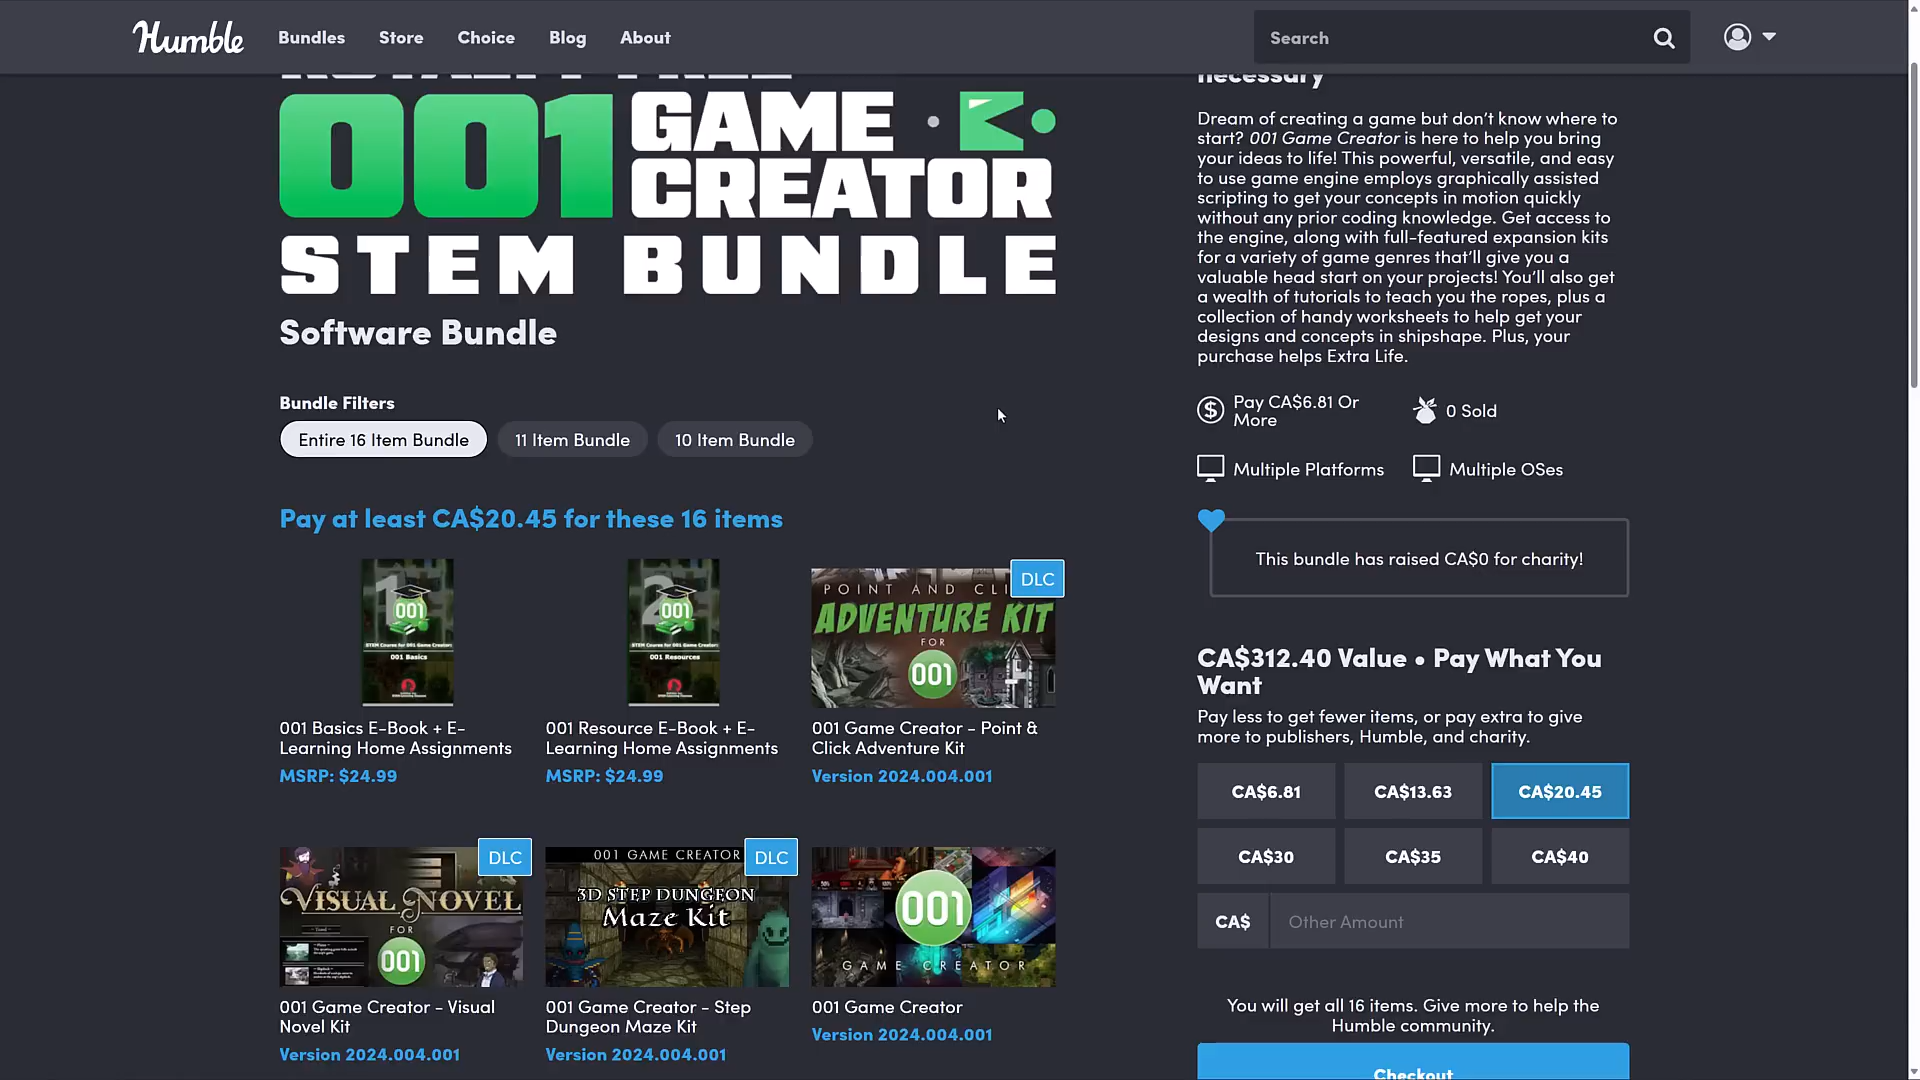 Humble
Bundles
Store
Choice
Blog
About
Search
001 GAME
CREATOR
STEM BUNDLE
Software Bundle
Bundle Filters
Entire 16 Item Bundle
11 Item Bundle
10 Item Bundle
Pay at least CA$20.45 for these 16 items
1
001
001 Basics
2
001
001 Resources
DLC
POINT AND CLI
ADVENTURE KIT
FOR
001
001 Basics E-Book + E-
Learning Home Assignments
MSRP: $24.99
001 Resource E-Book + E-
Learning Home Assignments
MSRP: $24.99
001 Game Creator - Point &
Click Adventure Kit
Version 2024.004.001
DLC
VISUAL NOVEL
FOR
001
DLC
001 GAME CREATOR
3D STEP DUNGEON
Maze Kit
001
GAME CREATOR
001 Game Creator - Visual
Novel Kit
Version 2024.004.001
001 Game Creator - Step
Dungeon Maze Kit
Version 2024.004.001
001 Game Creator
Version 2024.004.001
necessary
Dream of creating a game but don't know where to
start? 001 Game Creator is here to help you bring
your ideas to life! This powerful, versatile, and easy
to use game engine employs graphically assisted
scripting to get your concepts in motion quickly
without any prior coding knowledge. Get access to
the engine, along with full-featured expansion kits
for a variety of game genres that'll give you a
valuable head start on your projects! You'll also get
a wealth of tutorials to teach you the ropes, plus a
collection of handy worksheets to help get your
designs and concepts in shipshape. Plus, your
purchase helps Extra Life.
Pay CA$6.81 Or
More
0 Sold
Multiple Platforms
Multiple OSes
This bundle has raised CA$0 for charity!
CA$312.40 Value • Pay What You
Want
Pay less to get fewer items, or pay extra to give
more to publishers, Humble, and charity.
CA$6.81
CA$13.63
CA$20.45
CA$30
CA$35
CA$40
CA$
Other Amount
You will get all 16 items. Give more to help the
Humble community.
Checkout